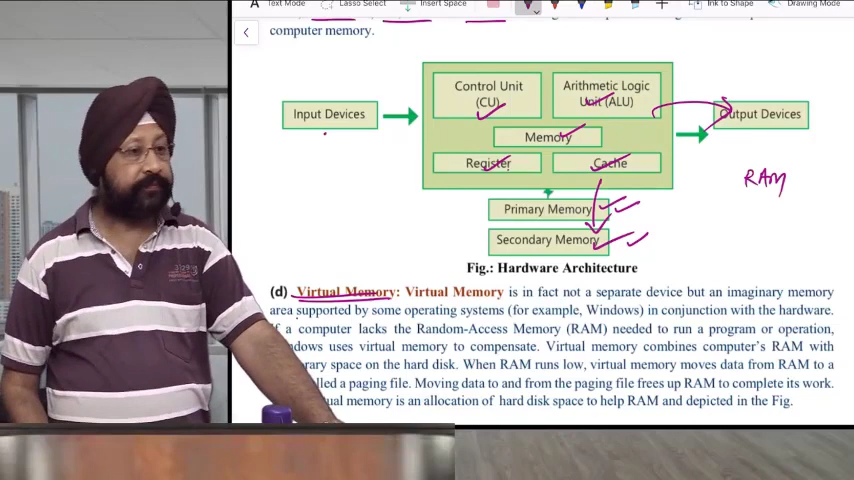 Text Mode
Lasso Select
Insert Space
Ink to Shape
Drawing Mode
computer memory.
Control Unit
(CU)
Arithmetic Logic
Unit (ALU)
Input Devices
Output Devices
Memory
Register
Cache
RAM
Primary Memory
Secondary Memory
Fig.: Hardware Architecture
(d) Virtual Memory: Virtual Memory is in fact not a separate device but an imaginary memory
area supported by some operating systems (for example, Windows) in conjunction with the hardware.
If a computer lacks the Random-Access Memory (RAM) needed to run a program or operation,
uses virtual memory to compensate. Virtual memory combines computer's RAM with
space on the hard disk. When RAM runs low, virtual memory moves data from RAM to a
called a paging file. Moving data to and from the paging file frees up RAM to complete its work.
memory is an allocation of hard disk space to help RAM and depicted in the Fig.